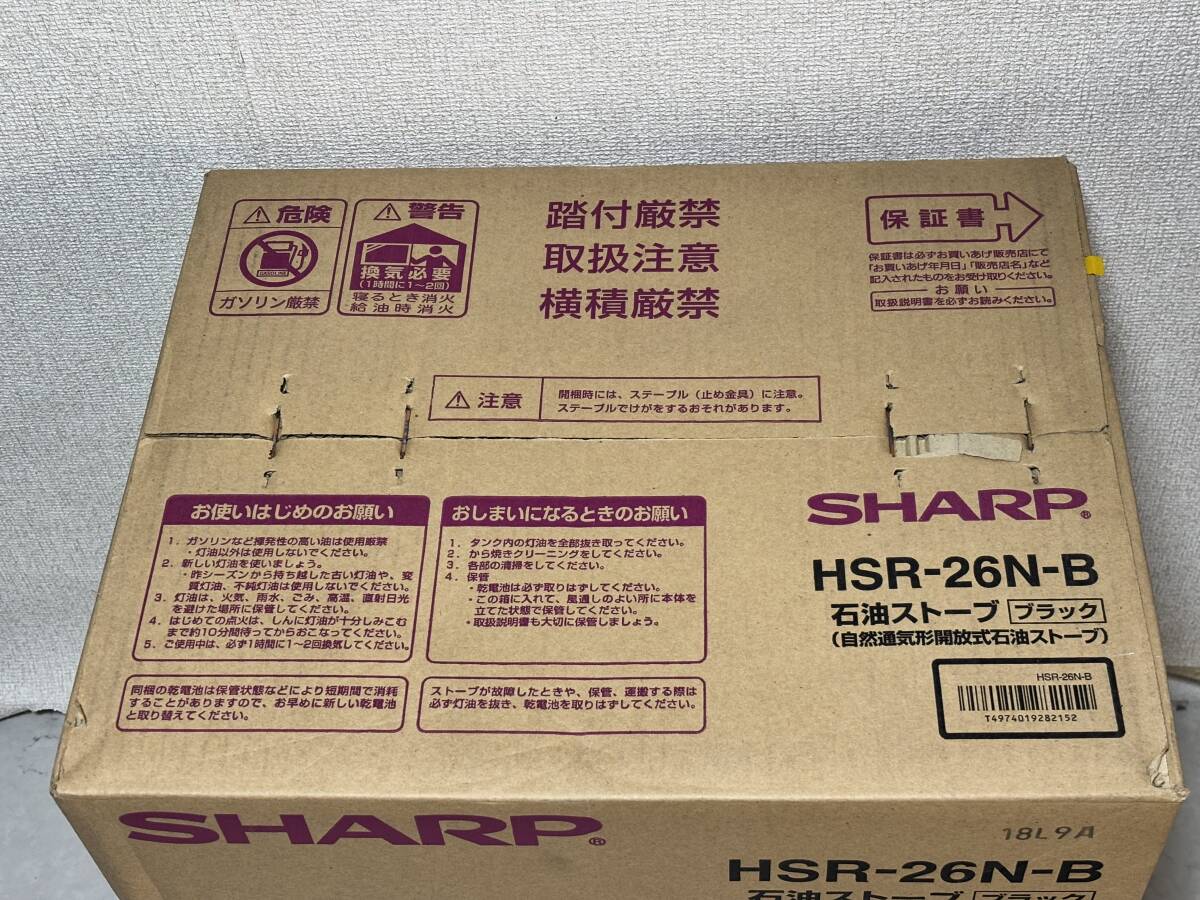 危険
GASOLINE
ガソリン厳禁
警告
換気必要
(1時間に1～2回)
寝るとき消火
給油時消火
踏付厳禁
取扱注意
横積厳禁
保証書
保証書は必ずお買いあげ販売店にて
「お買いあげ年月日」「販売店名」など
記入されたものをお受け取りください。
お願い
取扱説明書を必ずお読みください。
注意
開梱時には、ステープル（止め金具）に注意。
ステープルでけがをするおそれがあります。
お使いはじめのお願い
1. ガソリンなど揮発性の高い油は使用厳禁
・灯油以外は使用しないでください。
2. 新しい灯油を使いましょう。
・昨シーズンから持ち越した古い灯油や、変
質灯油、不純灯油は使用しないでください。
3. 灯油は、火気、雨水、ごみ、高温、直射日光
を避けた場所に保管してください。
4. はじめての点火は、しんに灯油が十分しみこむ
まで約10分間待ってからおこなってください。
5. ご使用中は、必ず1時間に1～2回換気してください。
おしまいになるときのお願い
1. タンク内の灯油を全部抜き取ってください。
2. から焼きクリーニングをしてください。
3. 各部の清掃をしてください。
4. 保管
・乾電池は必ず取りはずしてください。
・この箱に入れて、風通しのよい所に本体を
立てた状態で保管してください。
・取扱説明書も大切に保管しましょう。
同梱の乾電池は保管状態などにより短期間で消耗
することがありますので、お早めに新しい乾電池
と取り替えてください。
ストーブが故障したときや、保管、運搬する際は
必ず灯油を抜き、乾電池を取りはずしてください。
SHARP®
HSR-26N-B
石油ストーブ ブラック
(自然通気形開放式石油ストーブ)
HSR-26N-B
T4974019282152
SHARP®
18L9A
HSR-26N-B
石油ストーブ ブラック